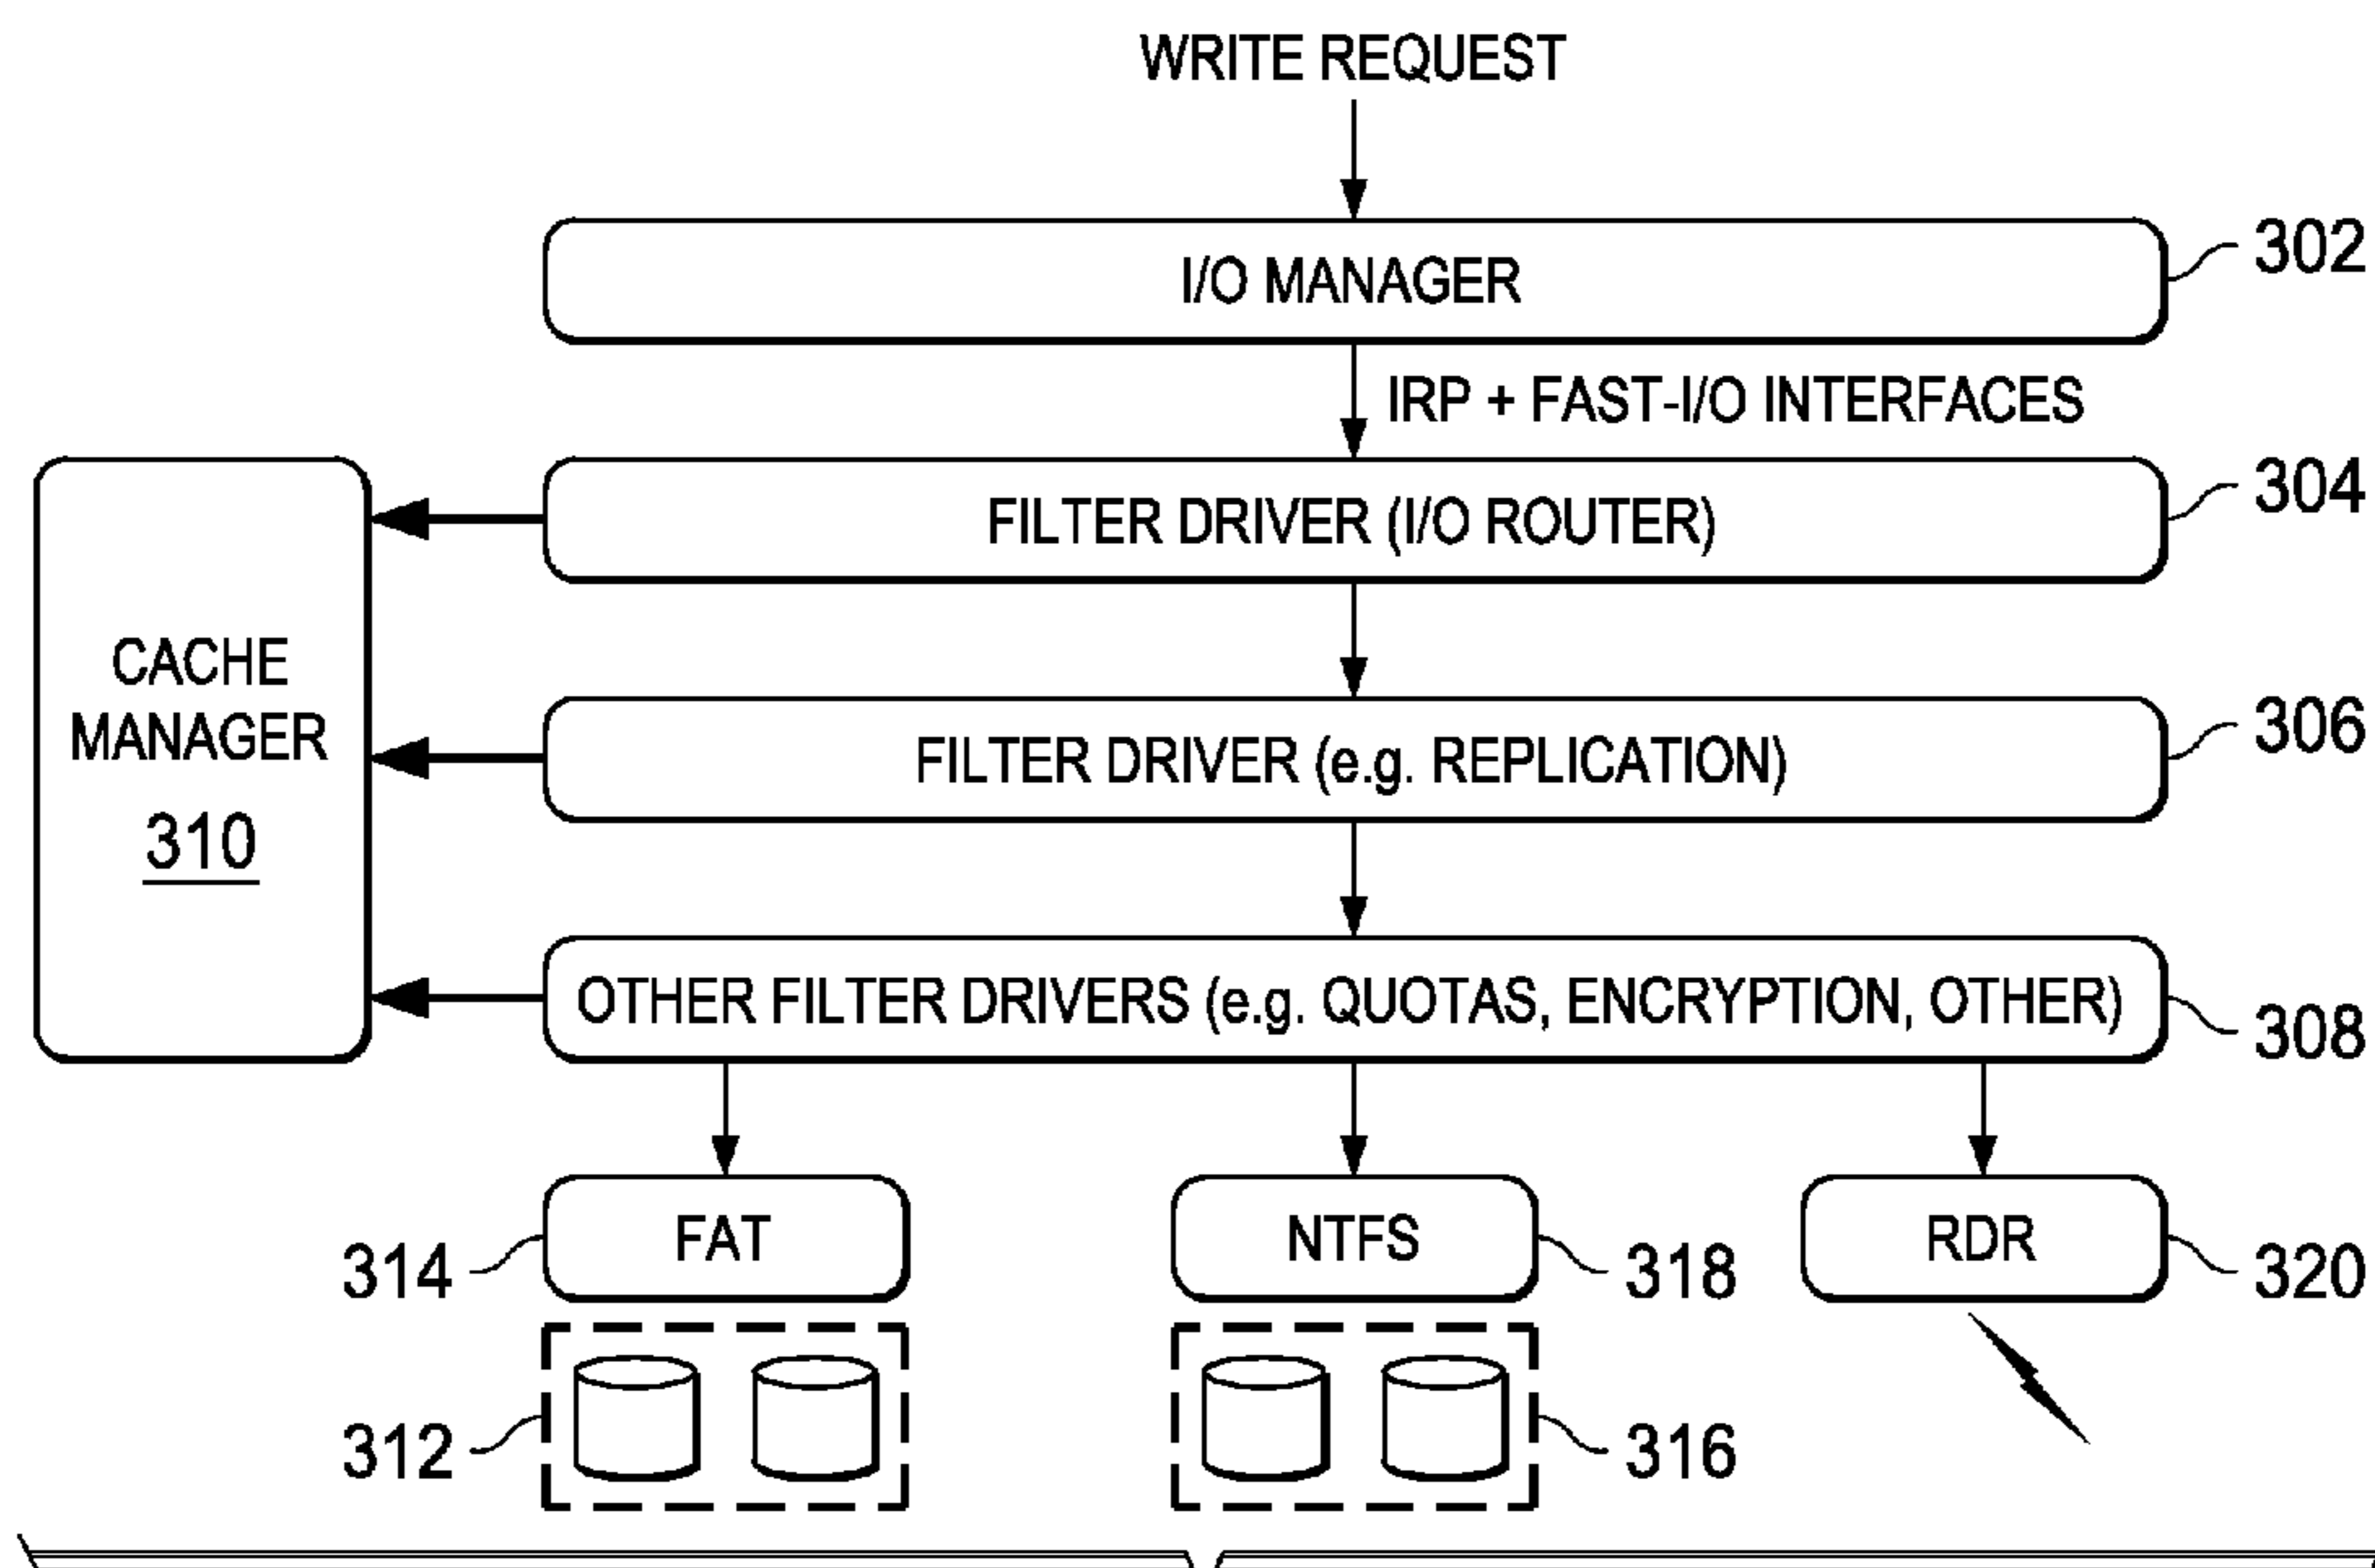 WRITE REQUEST
I/O MANAGER
302
IRP + FAST-I/O INTERFACES
FILTER DRIVER (I/O ROUTER)
304
CACHE
MANAGER
310
FILTER DRIVER (e.g. REPLICATION)
306
OTHER FILTER DRIVERS (e.g. QUOTAS, ENCRYPTION, OTHER)
308
314
FAT
NTFS
318
RDR
320
312
316